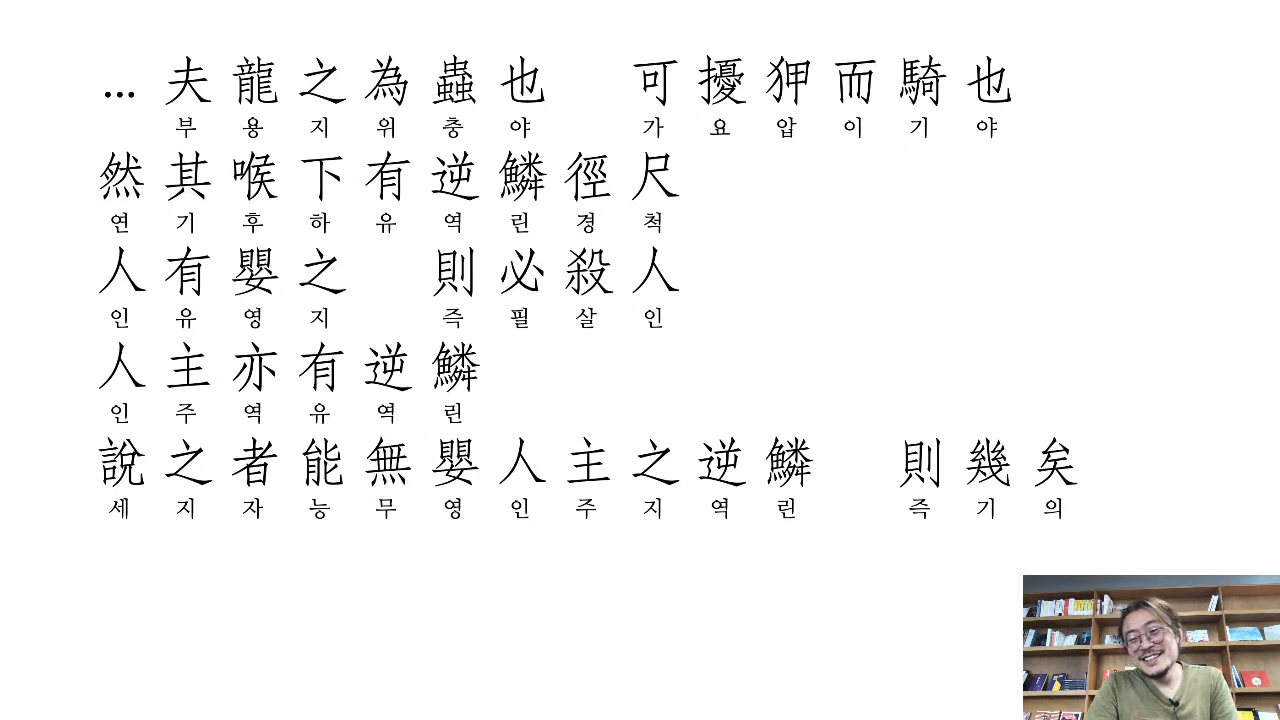 ... 夫龍之為蟲也 可擾狎而騎也
부 용 지 위 충 야 가 요 압 이 기 야
然其喉下有逆鱗徑尺
연 기 후 하 유 역 린 경 척
人有嬰之 則必殺人
인 유 영 지 즉 필 살 인
人主亦有逆鱗
인 주 역 유 역 린
說之者能無嬰人主之逆鱗 則幾矣
세 지 자 능 무 영 인 주 지 역 린 즉 기 의